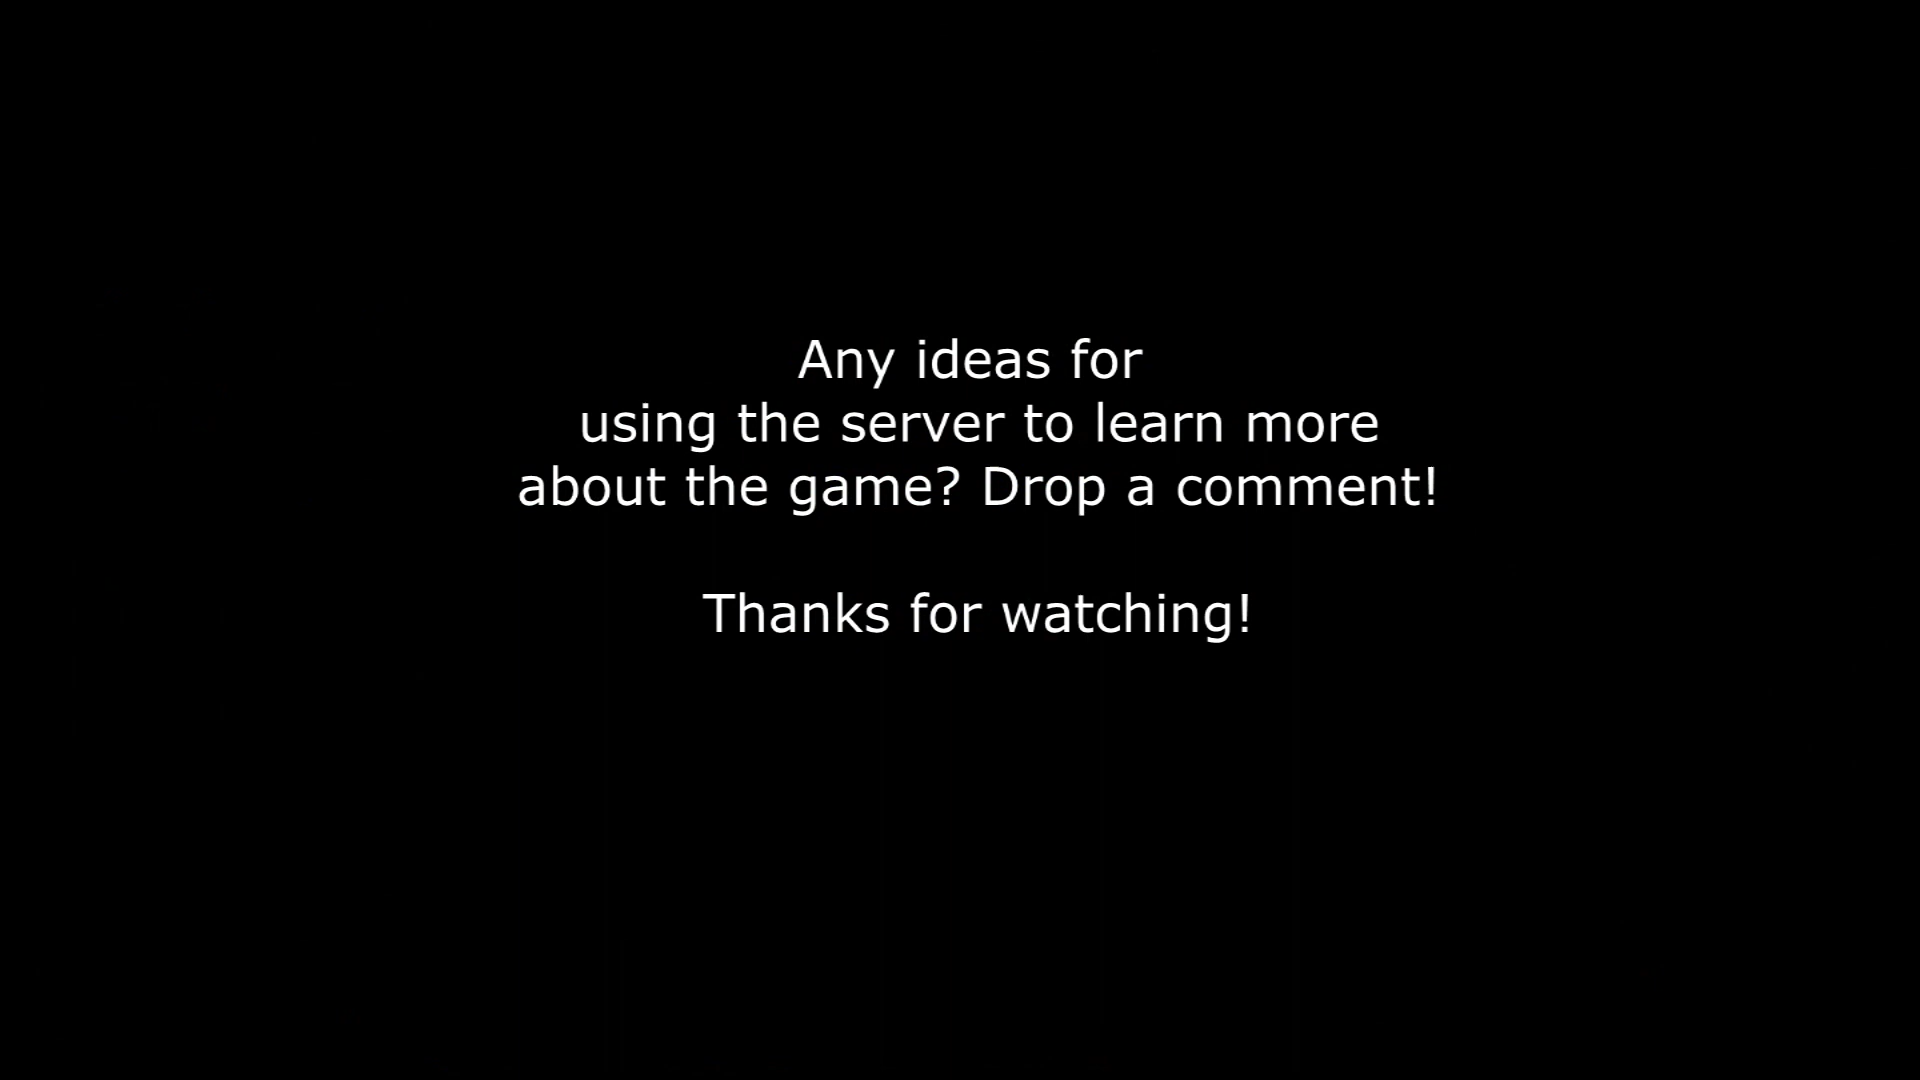 Any ideas for
using the server to learn more
about the game? Drop a comment!
Thanks for watching!